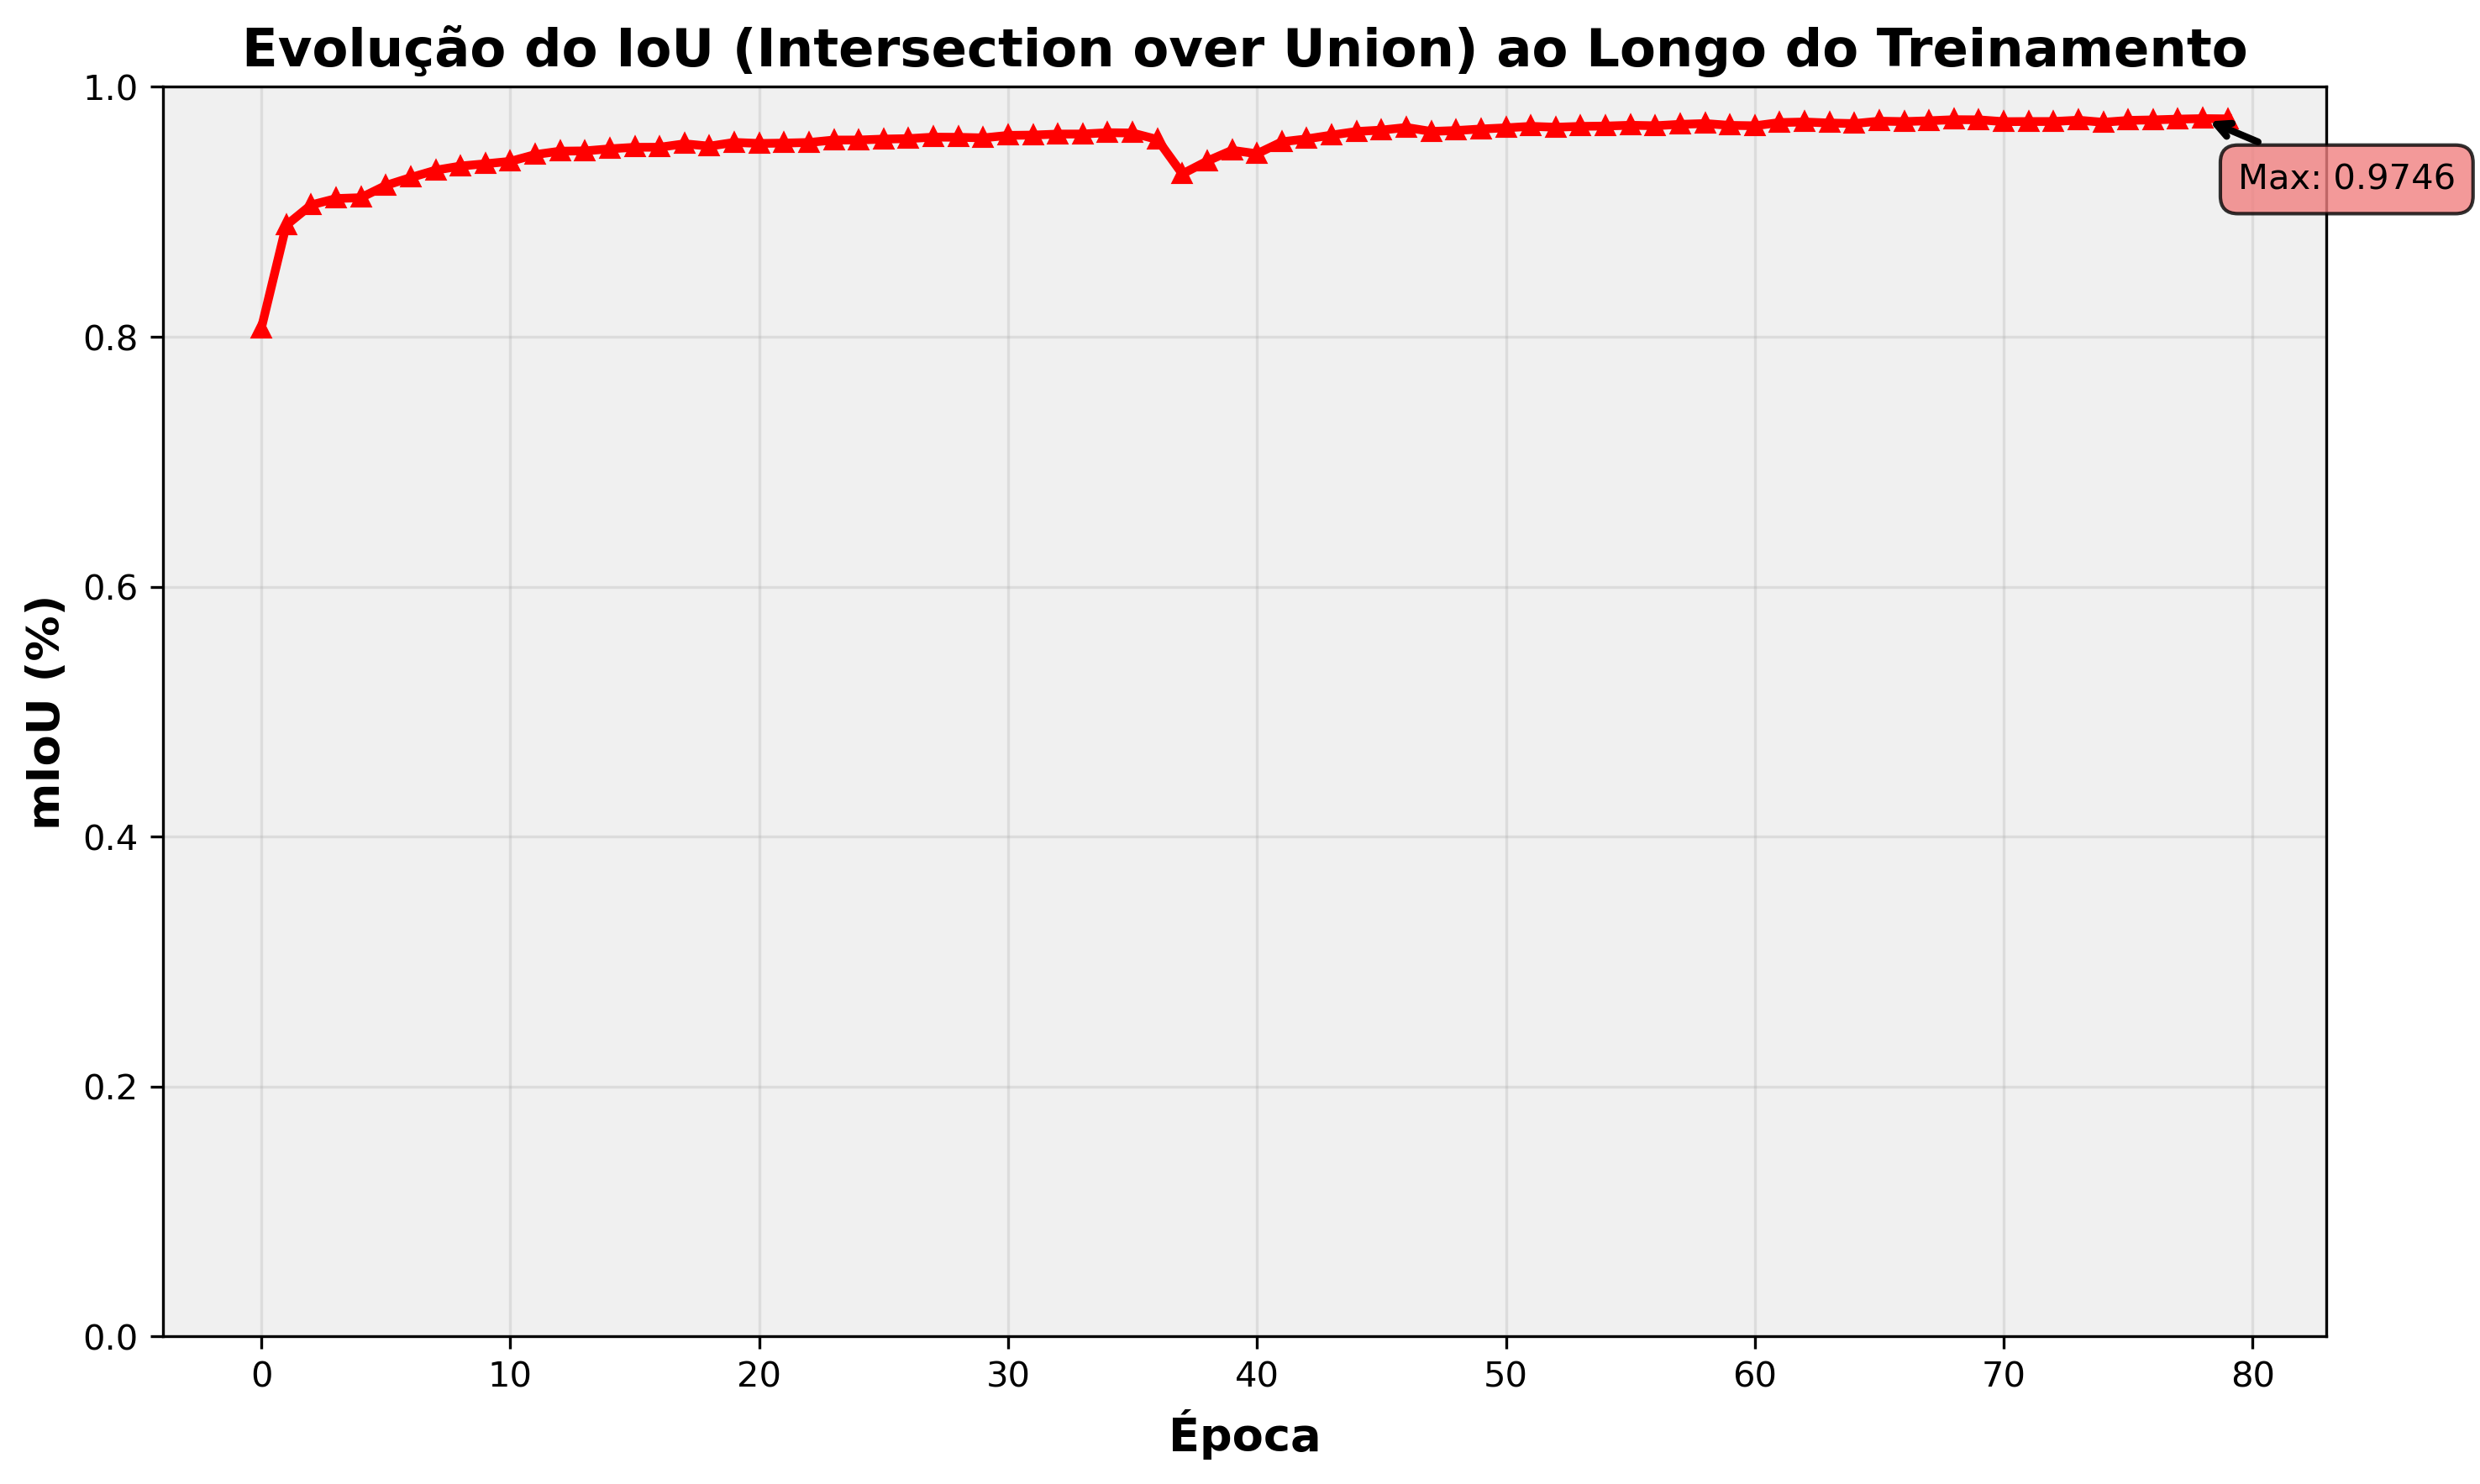 Evolução do IoU (Intersection over Union) ao Longo do Treinamento
1.0
0.8
0.6
0.4
0.2
0.0
mIoU (%)
Max: 0.9746
0 10 20 30 40 50 60 70 80
Época